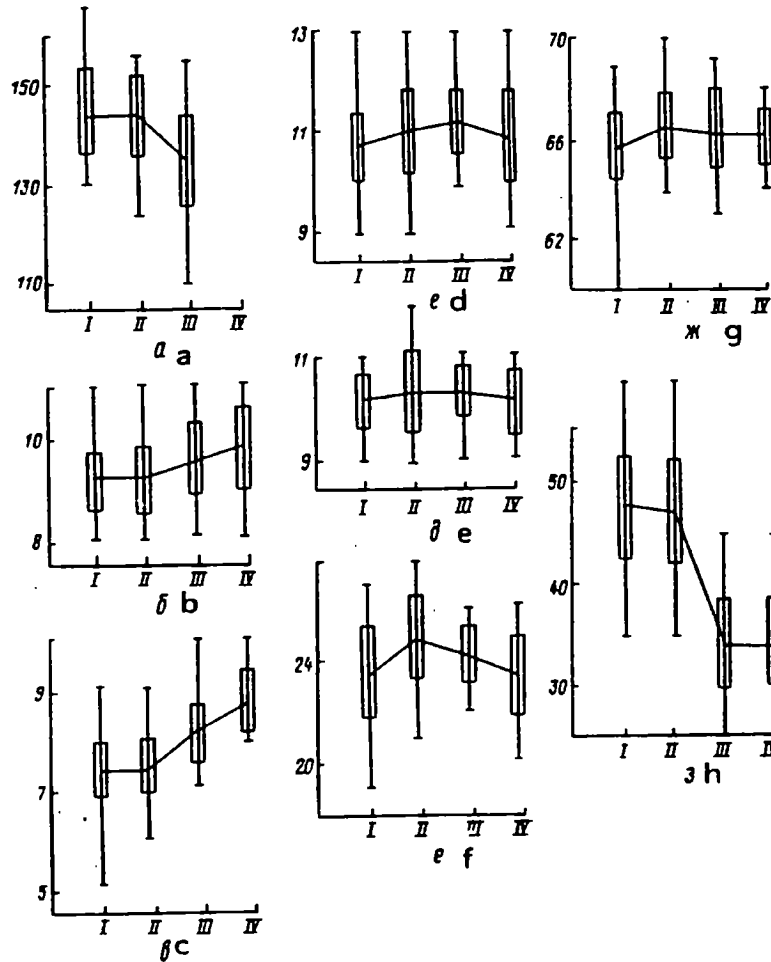 150
130
110
I II III IV
а a
10
8
I II III IV
б b
9
7
5
I II III IV
в c
13
11
9
I II III IV
е d
11
9
I II III IV
д e
24
20
I II III IV
е f
70
66
62
I II III IV
ж g
50
40
30
I II III I
з h